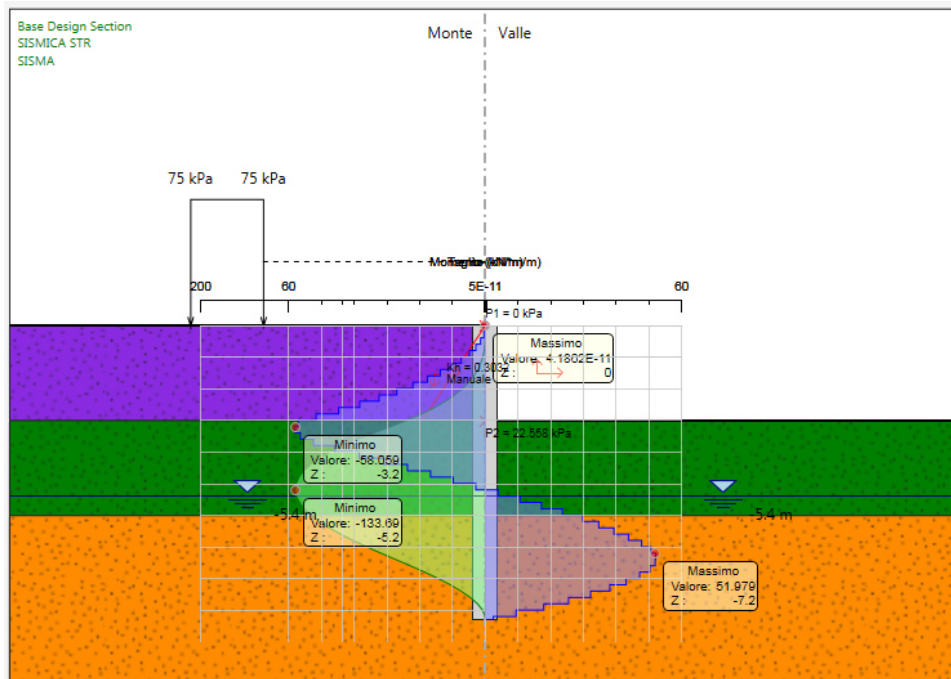 Base Design Section
SISMICA STR
SISMA
Monte
Valle
75 kPa
75 kPa
200
60
5E-11
60
P1 = 0 kPa
Massimo
Valore: 4.1862E-11
Z : 0
Manuale
P2 = 22.558 kPa
Minimo
Valore: -58.059
Z : -3.2
Minimo
Valore: -133.69
Z : -5.2
-5.4 m
-5.4 m
Massimo
Valore: 51.979
Z : -7.2